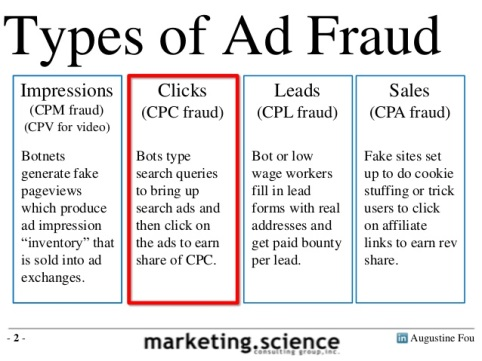 Types of Ad Fraud
Impressions
(CPM fraud)
(CPV for video)
Botnets
generate fake
pageviews
which produce
ad impression
“inventory” that
is sold into ad
exchanges.
Clicks
(CPC fraud)
Bots type
search queries
to bring up
search ads and
then click on
the ads to earn
share of CPC.
Leads
(CPL fraud)
Bot or low
wage workers
fill in lead
forms with real
addresses and
get paid bounty
per lead.
Sales
(CPA fraud)
Fake sites set
up to do cookie
stuffing or trick
users to click
on affiliate
links to earn rev
share.
- 2 -
marketing.science
consulting group, inc.
in Augustine Fou